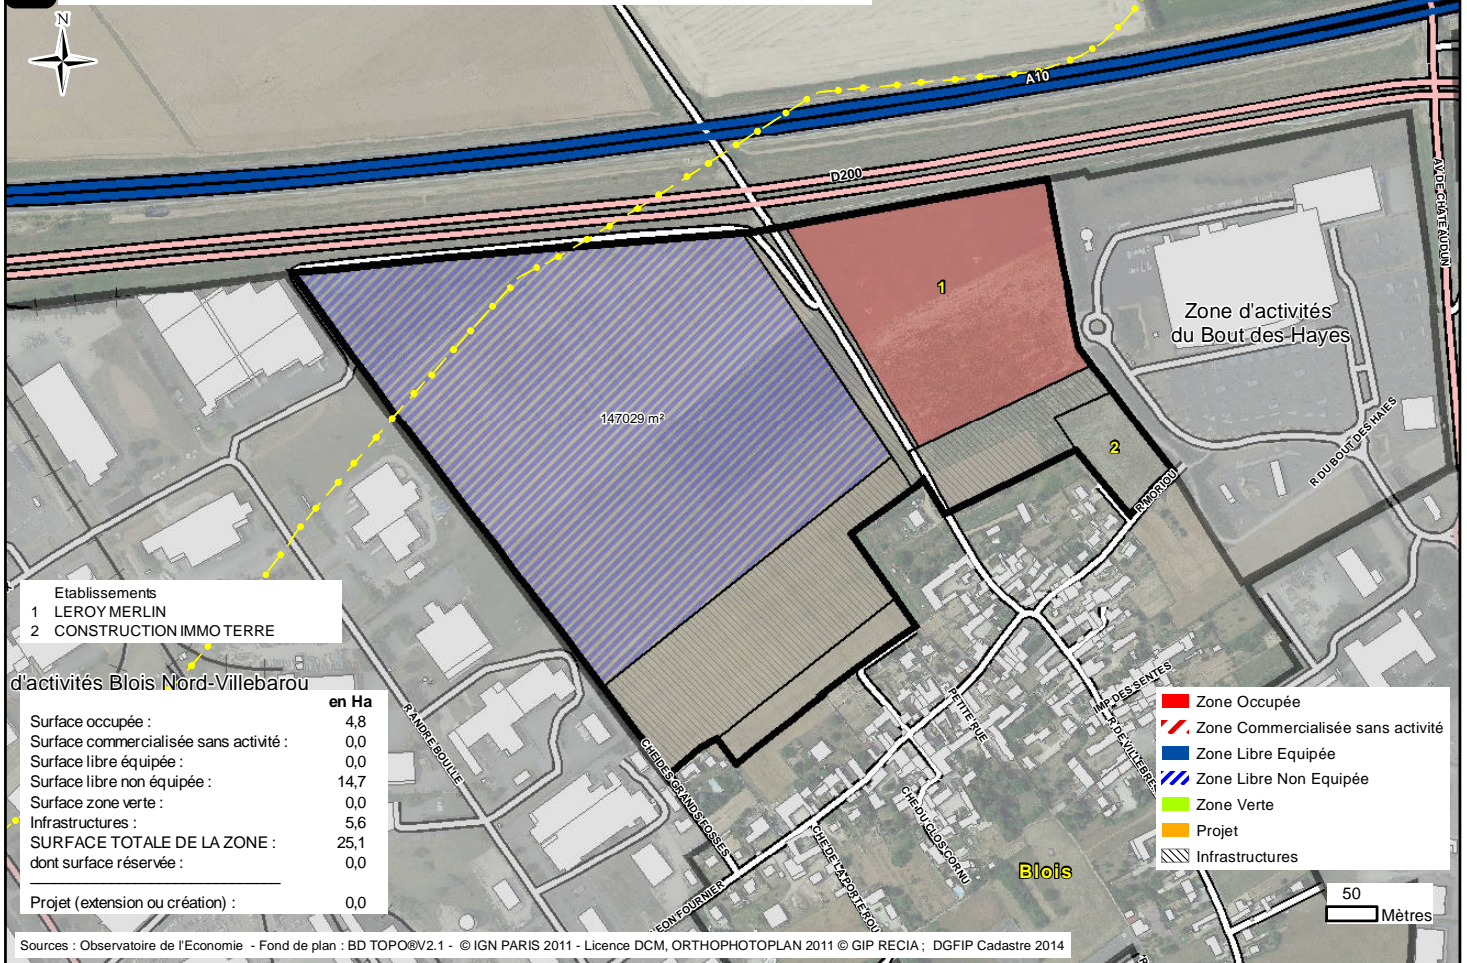 N
A10
D200
AV DE CHATEAUDUN
1
Zone d'activités
du Bout des Hayes
147029 m²
2
R DU BOUT DES HAIES
R MORIOU
Etablissements
1 LEROY MERLIN
2 CONSTRUCTION IMMO TERRE
d'activités Blois Nord-Villebarou
en Ha
Surface occupée : 4,8
Surface commercialisée sans activité : 0,0
Surface libre équipée : 0,0
Surface libre non équipée : 14,7
Surface zone verte : 0,0
Infrastructures : 5,6
SURFACE TOTALE DE LA ZONE : 25,1
dont surface réservée : 0,0
Projet (extension ou création) : 0,0
R ANDRE BOULLE
CHE DES GRANDS FOSSES
PETITE RUE
IMP DES SENTES
R DE VILLEBRE
CHE DU CLOS CORNU
CHE DE LA PORTE ROU
LEON FOURNIER
Blois
Zone Occupée
Zone Commercialisée sans activité
Zone Libre Equipée
Zone Libre Non Equipée
Zone Verte
Projet
Infrastructures
50
Mètres
Sources : Observatoire de l'Economie - Fond de plan : BD TOPO®V2.1 - © IGN PARIS 2011 - Licence DCM, ORTHOPHOTOPLAN 2011 © GIP RECIA ; DGFIP Cadastre 2014